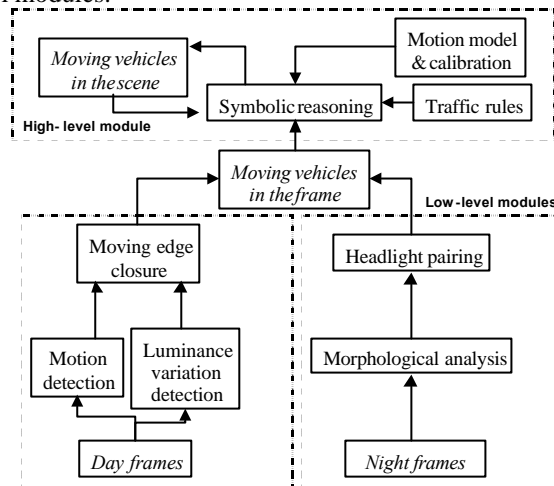 modules.
Moving vehicles
in the scene
Motion model
& calibration
Symbolic reasoning
Traffic rules
High- level module
Moving vehicles
in the frame
Low -level modules
Moving edge
closure
Headlight pairing
Motion
detection
Luminance
variation
detection
Morphological analysis
Day frames
Night frames